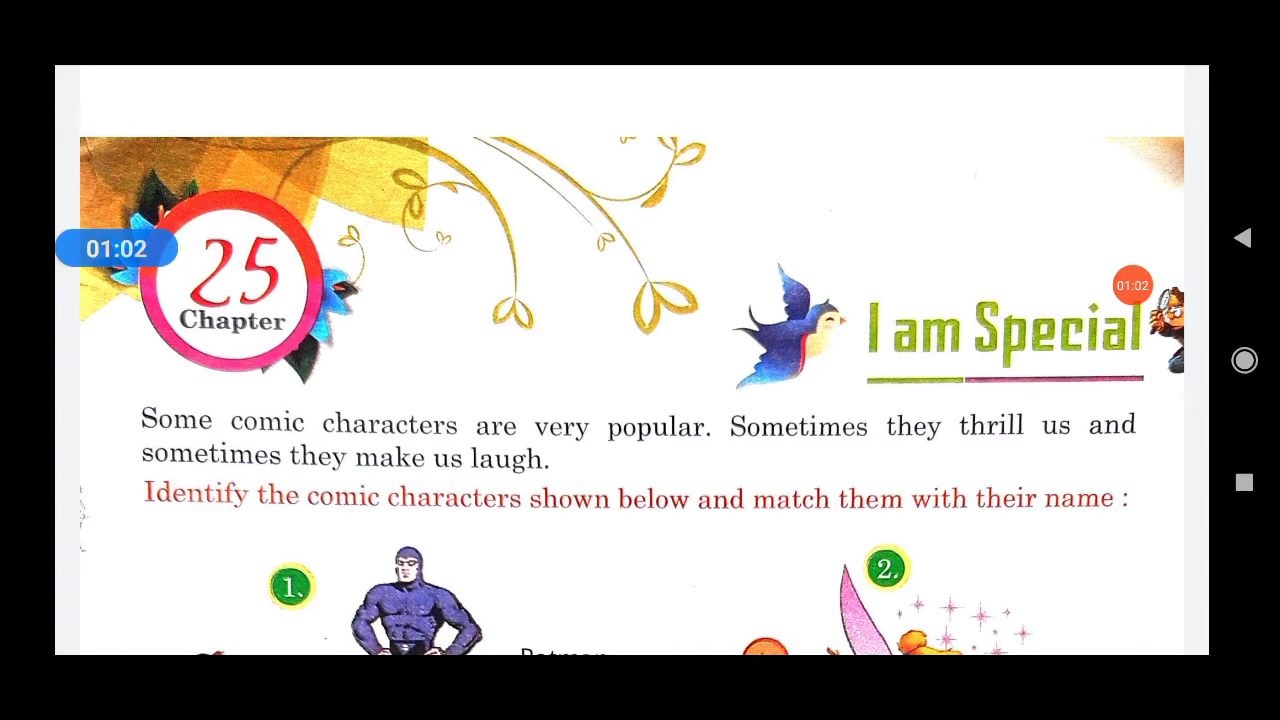 01:02
25
Chapter
01:02
I am Special
Some comic characters are very popular. Sometimes they thrill us and
sometimes they make us laugh.
Identify the comic characters shown below and match them with their name :
1.
2.